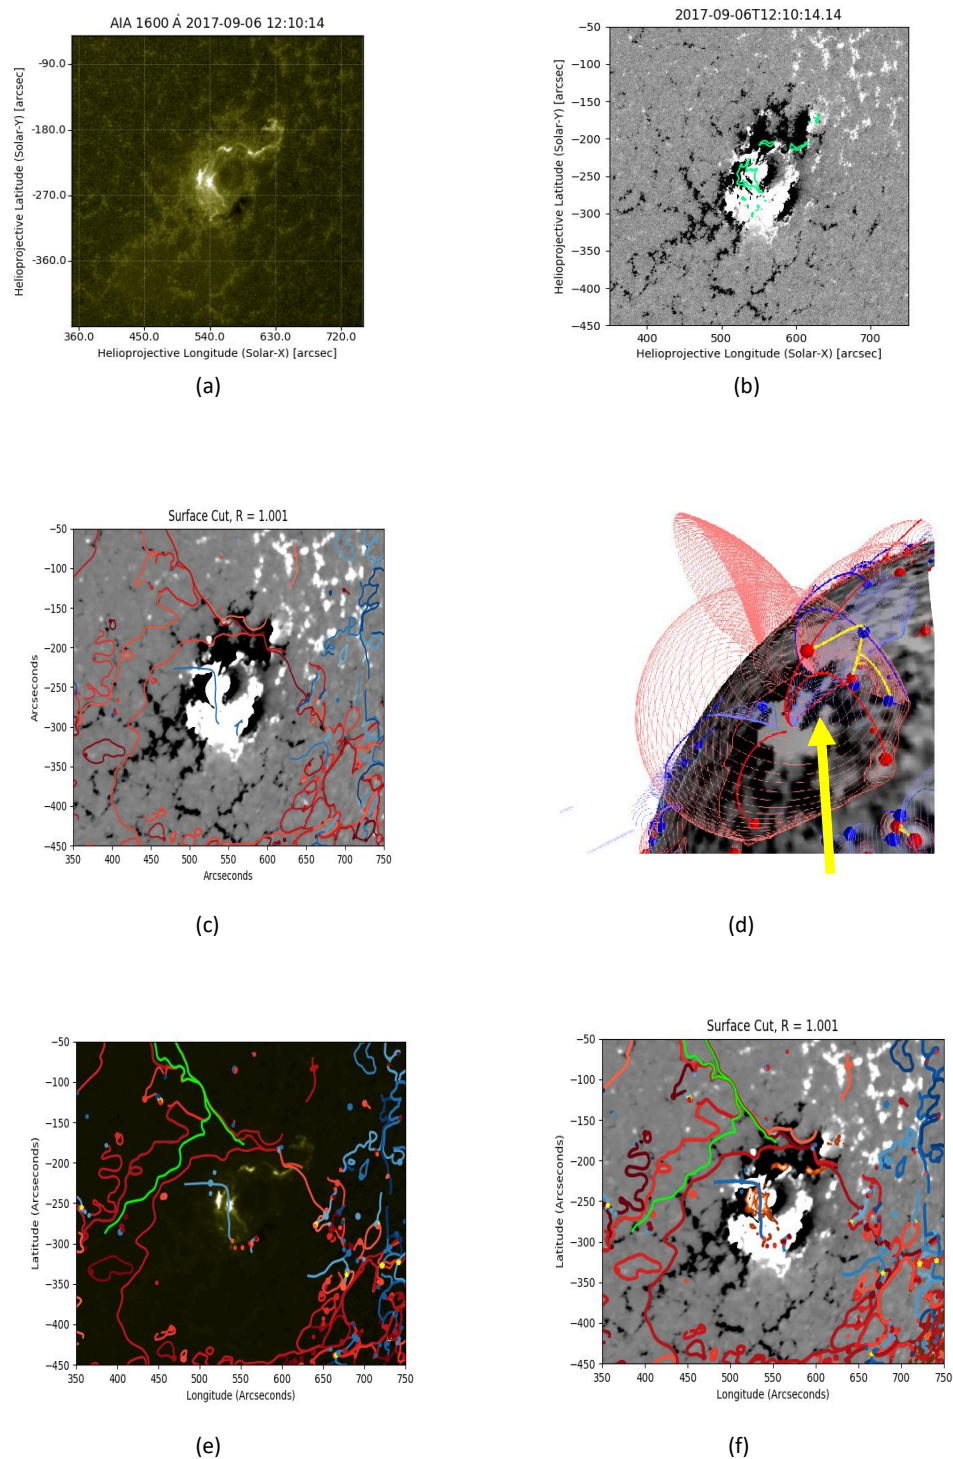 AIA 1600 Å 2017-09-06 12:10:14
Helioprojective Latitude (Solar-Y) [arcsec]
-90.0
-180.0
-270.0
-360.0
360.0 450.0 540.0 630.0 720.0
Helioprojective Longitude (Solar-X) [arcsec]
(a)
2017-09-06T12:10:14.14
Helioprojective Latitude (Solar-Y) [arcsec]
−50
−100
−150
−200
−250
−300
−350
−400
−450
400 500 600 700
Helioprojective Longitude (Solar-X) [arcsec]
(b)
Surface Cut, R = 1.001
Arcseconds
−50
−100
−150
−200
−250
−300
−350
−400
−450
350 400 450 500 550 600 650 700 750
Arcseconds
(c)
(d)
Latitude (Arcseconds)
−50
−100
−150
−200
−250
−300
−350
−400
−450
350 400 450 500 550 600 650 700 750
Longitude (Arcseconds)
(e)
Surface Cut, R = 1.001
Latitude (Arcseconds)
−50
−100
−150
−200
−250
−300
−350
−400
−450
350 400 450 500 550 600 650 700 750
Longitude (Arcseconds)
(f)